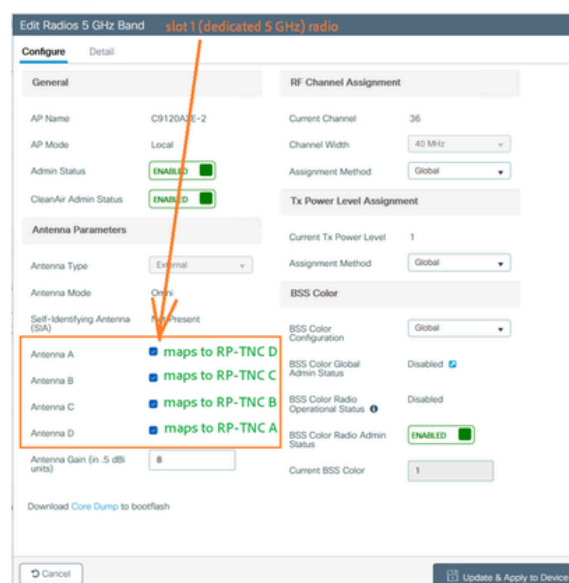 Edit Radios 5 GHz Band
slot 1 (dedicated 5 GHz) radio
Configure
Detail
General
AP Name
AP Mode
Local
Admin Status
ENABLED
CleanAir Admin Status
ENABLED
Antenna Parameters
Antenna Type
External
Antenna Mode
Omni
Self-Identifying Antenna
(SIA)
Not Present
Antenna A
maps to RP-TNC D
Antenna B
maps to RP-TNC C
Antenna C
maps to RP-TNC B
Antenna D
maps to RP-TNC A
Antenna Gain (in .5 dBi
units)
8
Download Core Dump to bootflash
RF Channel Assignment
Current Channel
36
Channel Width
40 MHz
Assignment Method
Global
Tx Power Level Assignment
Current Tx Power Level
1
Assignment Method
Global
BSS Color
BSS Color
Configuration
Global
BSS Color Global
Admin Status
Disabled
BSS Color Radio
Operational Status
Disabled
BSS Color Radio Admin
Status
ENABLED
Current BSS Color
1
Cancel
Update & Apply to Device